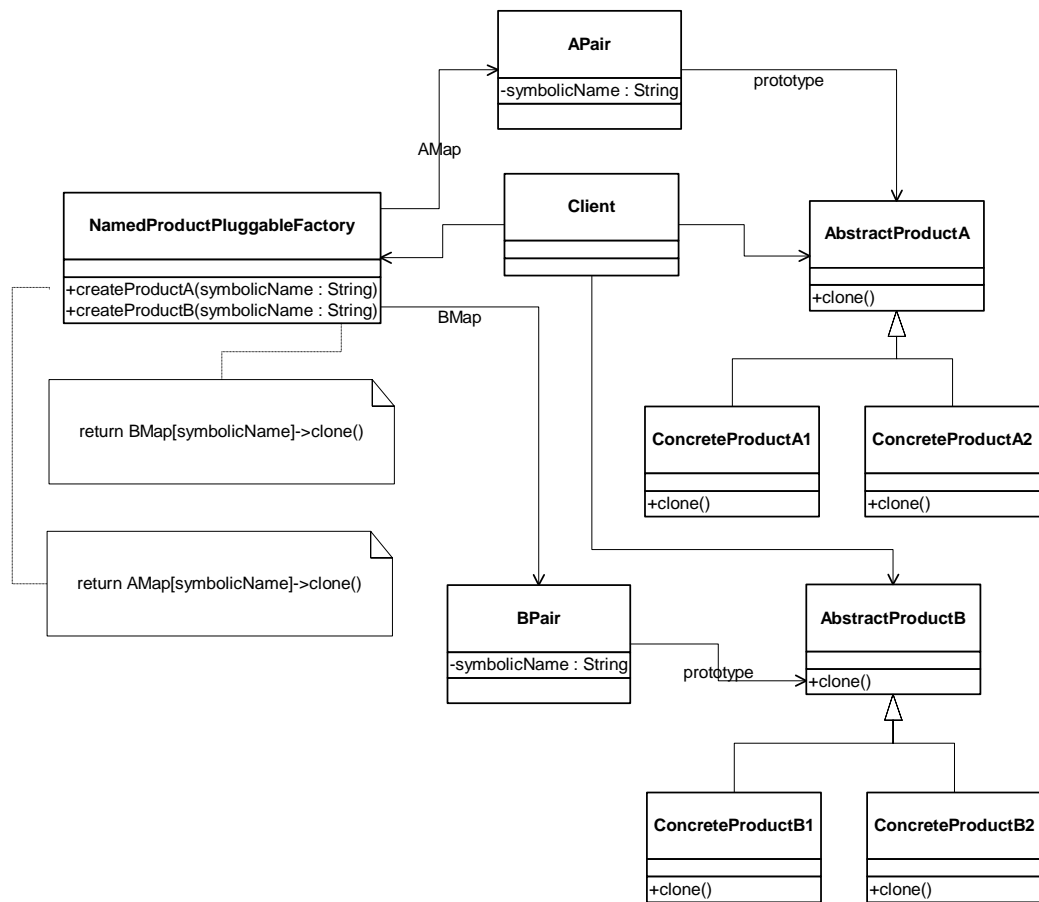 APair
-symbolicName : String
prototype
AMap
NamedProductPluggableFactory
+createProductA(symbolicName : String)
+createProductB(symbolicName : String)
Client
AbstractProductA
+clone()
BMap
return BMap[symbolicName]->clone()
ConcreteProductA1
+clone()
ConcreteProductA2
+clone()
return AMap[symbolicName]->clone()
BPair
-symbolicName : String
prototype
AbstractProductB
+clone()
ConcreteProductB1
+clone()
ConcreteProductB2
+clone()